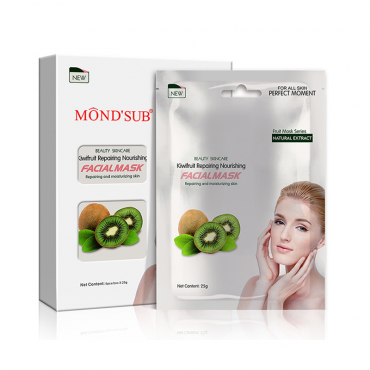 NEW
MOND'SUB®
BEAUTY SKINCARE
Kiwifruit Repairing Nourishing
FACIALMASK
Repairing and moisturizing skin
Net Content:
NEW
FOR ALL SKIN
PERFECT MOMENT
Fruit Mask Series
NATURAL EXTRACT
BEAUTY SKINCARE
Kiwifruit Repairing Nourishing
FACIALMASK
Repairing and moisturizing skin
Net Content: 25g